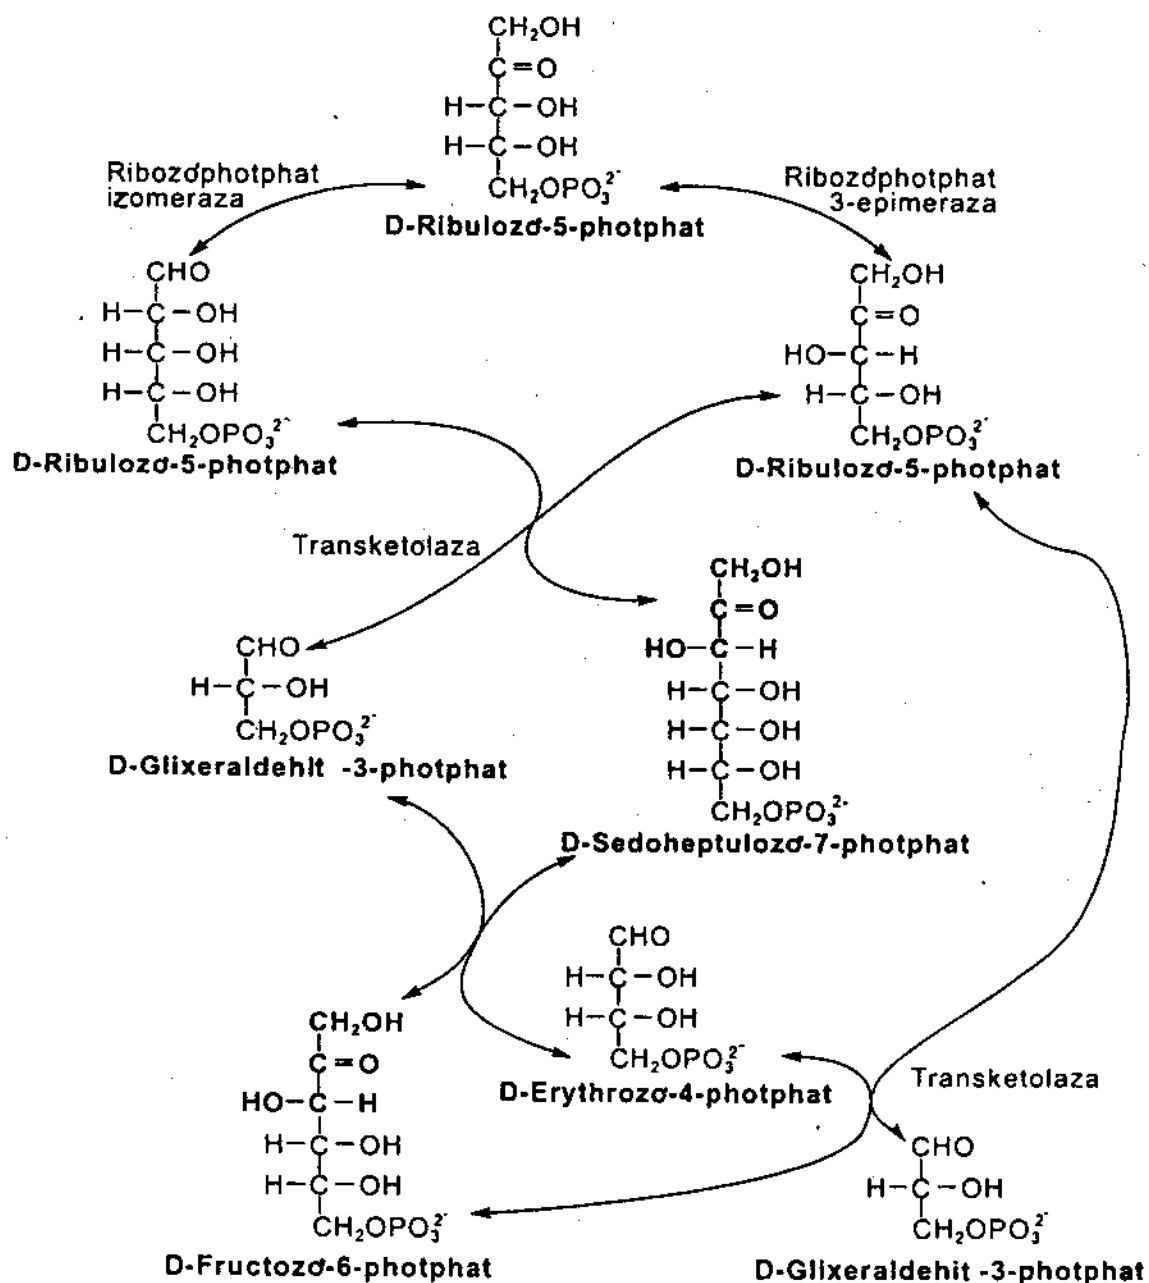 CH₂OH
C=O
H-C-OH
H-C-OH
CH₂OPO₃²⁻
D-Ribulozơ-5-photphat
Ribozơphotphat
izomeraza
Ribozơphotphat
3-epimeraza
CHO
H-C-OH
H-C-OH
H-C-OH
CH₂OPO₃²⁻
D-Ribulozơ-5-photphat
CH₂OH
C=O
HO-C-H
H-C-OH
CH₂OPO₃²⁻
D-Ribulozơ-5-photphat
Transketolaza
CHO
H-C-OH
CH₂OPO₃²⁻
D-Glixeraldehit -3-photphat
CH₂OH
C=O
HO-C-H
H-C-OH
H-C-OH
H-C-OH
CH₂OPO₃²⁻
D-Sedoheptulozơ-7-photphat
CHO
H-C-OH
H-C-OH
CH₂OPO₃²⁻
D-Erythrozơ-4-photphat
Transketolaza
CH₂OH
C=O
HO-C-H
H-C-OH
H-C-OH
CH₂OPO₃²⁻
D-Fructozơ-6-photphat
CHO
H-C-OH
CH₂OPO₃²⁻
D-Glixeraldehit -3-photphat